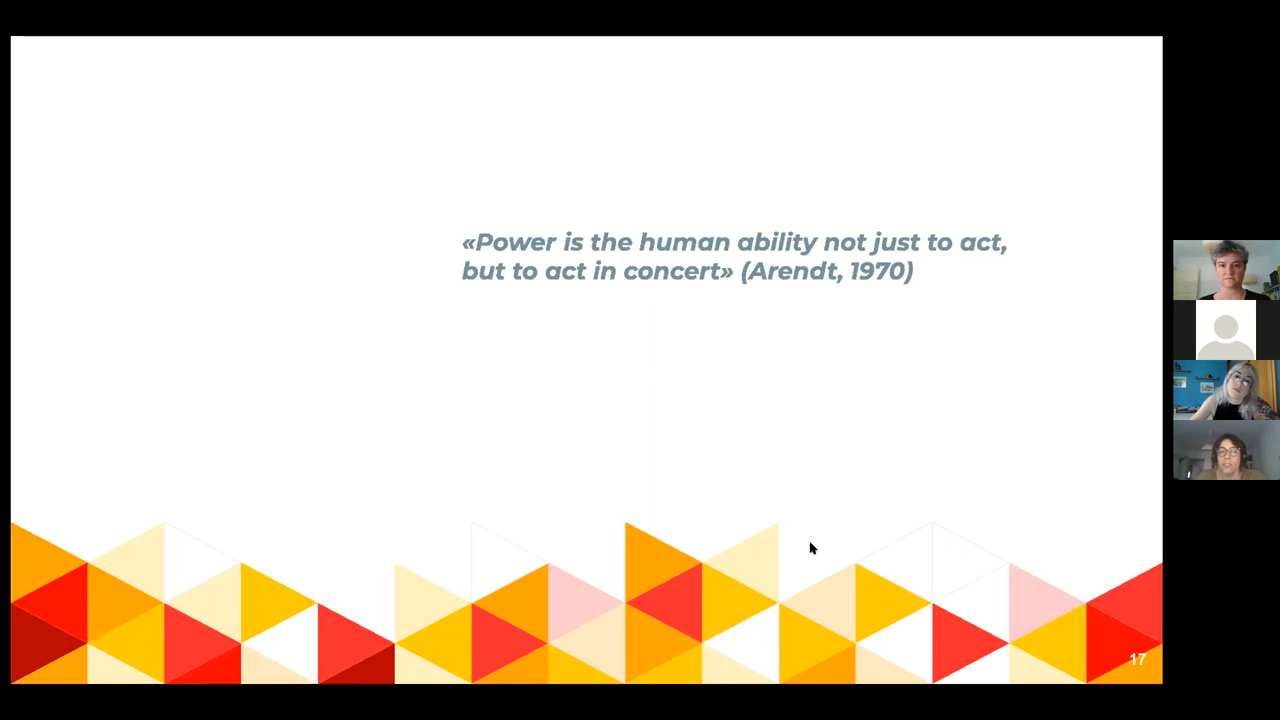 «Power is the human ability not just to act,
but to act in concert» (Arendt, 1970)
17